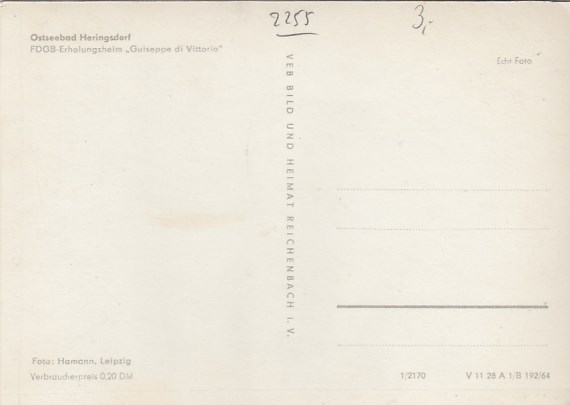 2255
3,-
Ostseebad Heringsdorf
FDGB-Erholungsheim „Guiseppe di Vittorio"
Echt Foto
VEB BILD UND HEIMAT REICHENBACH I. V.
Foto: Hamann, Leipzig
Verbraucherpreis 0,20 DM
1/2170 V 11 28 A 1/B 192/64